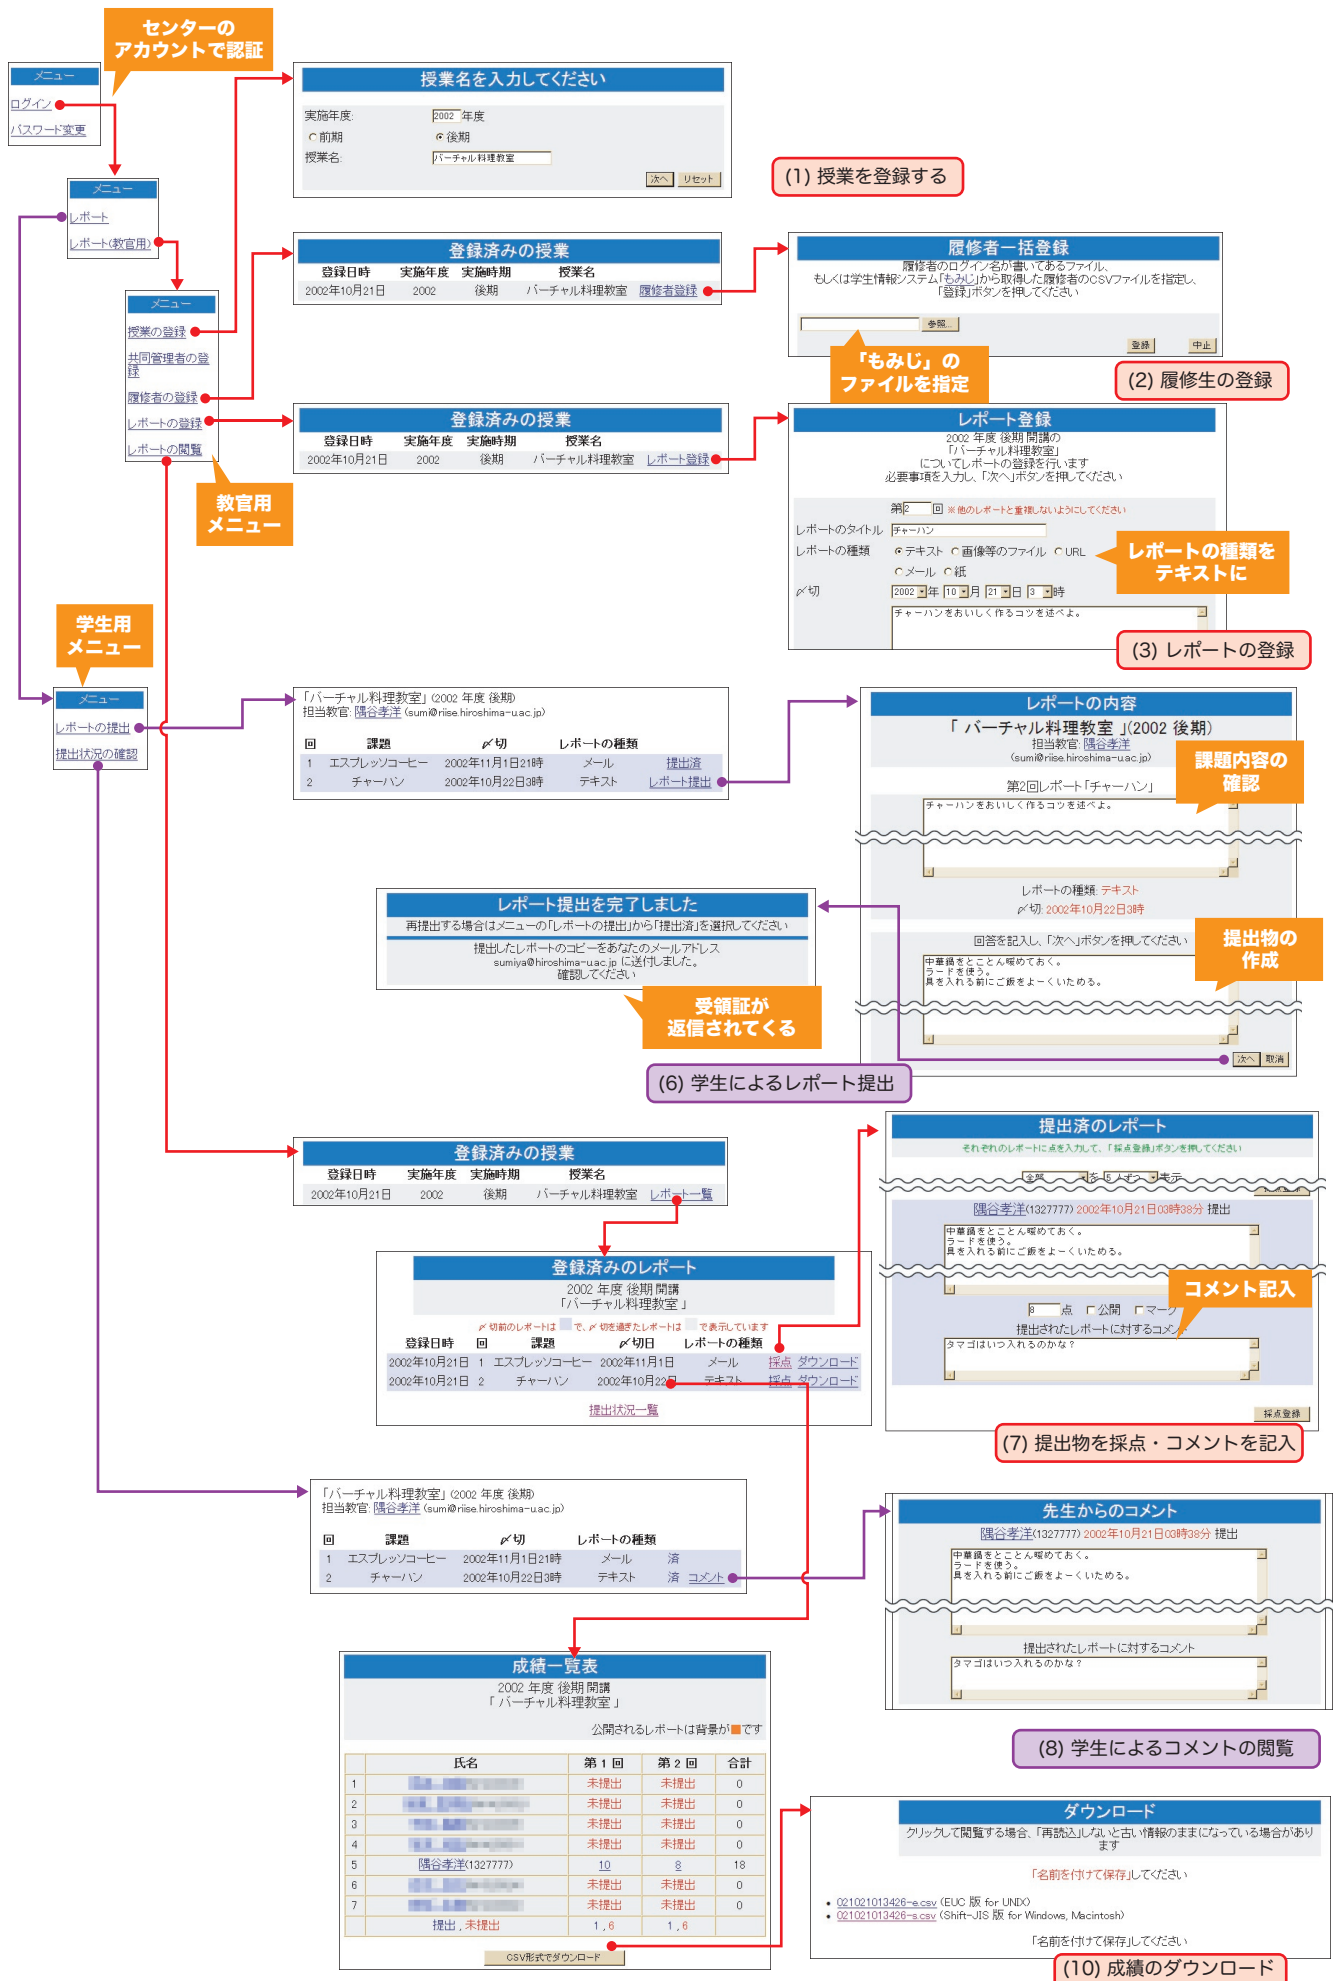 センターの
アカウントで認証
メニュー
ログイン
パスワード変更
メニュー
レポート
レポート(教官用)
メニュー
授業の登録
共同管理者の登
録
履修者の登録
レポートの登録
レポートの閲覧
教官用
メニュー
授業名を入力してください
実施年度: 2002 年度
前期 後期
授業名: バーチャル料理教室
次へ リセット
(1) 授業を登録する
登録済みの授業
登録日時 実施年度 実施時期 授業名
2002年10月21日 2002 後期 バーチャル料理教室 履修者登録
履修者一括登録
履修者のログイン名が書いてあるファイル、
もしくは学生情報システム「もみじ」から取得した履修者のCSVファイルを指定し、
「登録」ボタンを押してください
参照...
登録 中止
「もみじ」の
ファイルを指定
(2) 履修生の登録
登録済みの授業
登録日時 実施年度 実施時期 授業名
2002年10月21日 2002 後期 バーチャル料理教室 レポート登録
レポート登録
2002 年度 後期 開講の
「バーチャル料理教室」
についてレポートの登録を行います
必要事項を入力し、「次へ」ボタンを押してください
第2 回 ※他のレポートと重複しないようにしてください
レポートのタイトル チャーハン
レポートの種類 テキスト 画像等のファイル URL
メール 紙
〆切 2002 年 10 月 21 日 3 時
チャーハンをおいしく作るコツを述べよ。
レポートの種類を
テキストに
(3) レポートの登録
学生用
メニュー
メニュー
レポートの提出
提出状況の確認
「バーチャル料理教室」(2002 年度 後期)
担当教官: 隅谷孝洋 (sumi@riise.hiroshima-u.ac.jp)
回 課題 〆切 レポートの種類
1 エスプレッソコーヒー 2002年11月1日21時 メール 提出済
2 チャーハン 2002年10月22日3時 テキスト レポート提出
レポートの内容
「 バーチャル料理教室 」(2002 後期)
担当教官: 隅谷孝洋
(sumi@riise.hiroshima-u.ac.jp)
第2回レポート「チャーハン」
チャーハンをおいしく作るコツを述べよ。
課題内容の
確認
レポートの種類: テキスト
〆切: 2002年10月22日3時
回答を記入し、「次へ」ボタンを押してください
中華鍋をとことん暖めておく。
ラードを使う。
具を入れる前にご飯をよーくいためる。
提出物の
作成
次へ 取消
レポート提出を完了しました
再提出する場合はメニューの「レポートの提出」から「提出済」を選択してください
提出したレポートのコピーをあなたのメールアドレス
sumiya@hiroshima-u.ac.jp に送付しました。
確認してください
受領証が
返信されてくる
(6) 学生によるレポート提出
登録済みの授業
登録日時 実施年度 実施時期 授業名
2002年10月21日 2002 後期 バーチャル料理教室 レポート一覧
登録済みのレポート
2002 年度 後期 開講
「バーチャル料理教室 」
〆切前のレポートは で、〆切を過ぎたレポートは で表示しています
登録日時 回 課題 〆切日 レポートの種類
2002年10月21日 1 エスプレッソコーヒー 2002年11月1日 メール 採点 ダウンロード
2002年10月21日 2 チャーハン 2002年10月22日 テキスト 採点 ダウンロード
提出状況一覧
提出済のレポート
それぞれのレポートに点を入力して、「採点登録」ボタンを押してください
全部 を 5人ずつ 表示
採点登録
隅谷孝洋(1327777) 2002年10月21日03時38分 提出
中華鍋をとことん暖めておく。
ラードを使う。
具を入れる前にご飯をよーくいためる。
コメント記入
8 点 公開 マーク
提出されたレポートに対するコメント
タマゴはいつ入れるのかな?
採点登録
(7) 提出物を採点・コメントを記入
「バーチャル料理教室」(2002 年度 後期)
担当教官: 隅谷孝洋 (sumi@riise.hiroshima-u.ac.jp)
回 課題 〆切 レポートの種類
1 エスプレッソコーヒー 2002年11月1日21時 メール 済
2 チャーハン 2002年10月22日3時 テキスト 済 コメント
先生からのコメント
隅谷孝洋(1327777) 2002年10月21日03時38分 提出
中華鍋をとことん暖めておく。
ラードを使う。
具を入れる前にご飯をよーくいためる。
提出されたレポートに対するコメント
タマゴはいつ入れるのかな?
(8) 学生によるコメントの閲覧
成績一覧表
2002 年度 後期 開講
「 バーチャル料理教室 」
公開されるレポートは背景が です
氏名 第 1 回 第 2 回 合計
1 未提出 未提出 0
2 未提出 未提出 0
3 未提出 未提出 0
4 未提出 未提出 0
5 隅谷孝洋(1327777) 10 8 18
6 未提出 未提出 0
7 未提出 未提出 0
提出 , 未提出 1 , 6 1 , 6
CSV形式でダウンロード
ダウンロード
クリックして閲覧する場合、「再読込」しないと古い情報のままになっている場合があり
ます
「名前を付けて保存」してください
• 021021013426-e.csv (EUC 版 for UNIX)
• 021021013426-s.csv (Shift-JIS 版 for Windows, Macintosh)
「名前を付けて保存」してください
(10) 成績のダウンロード